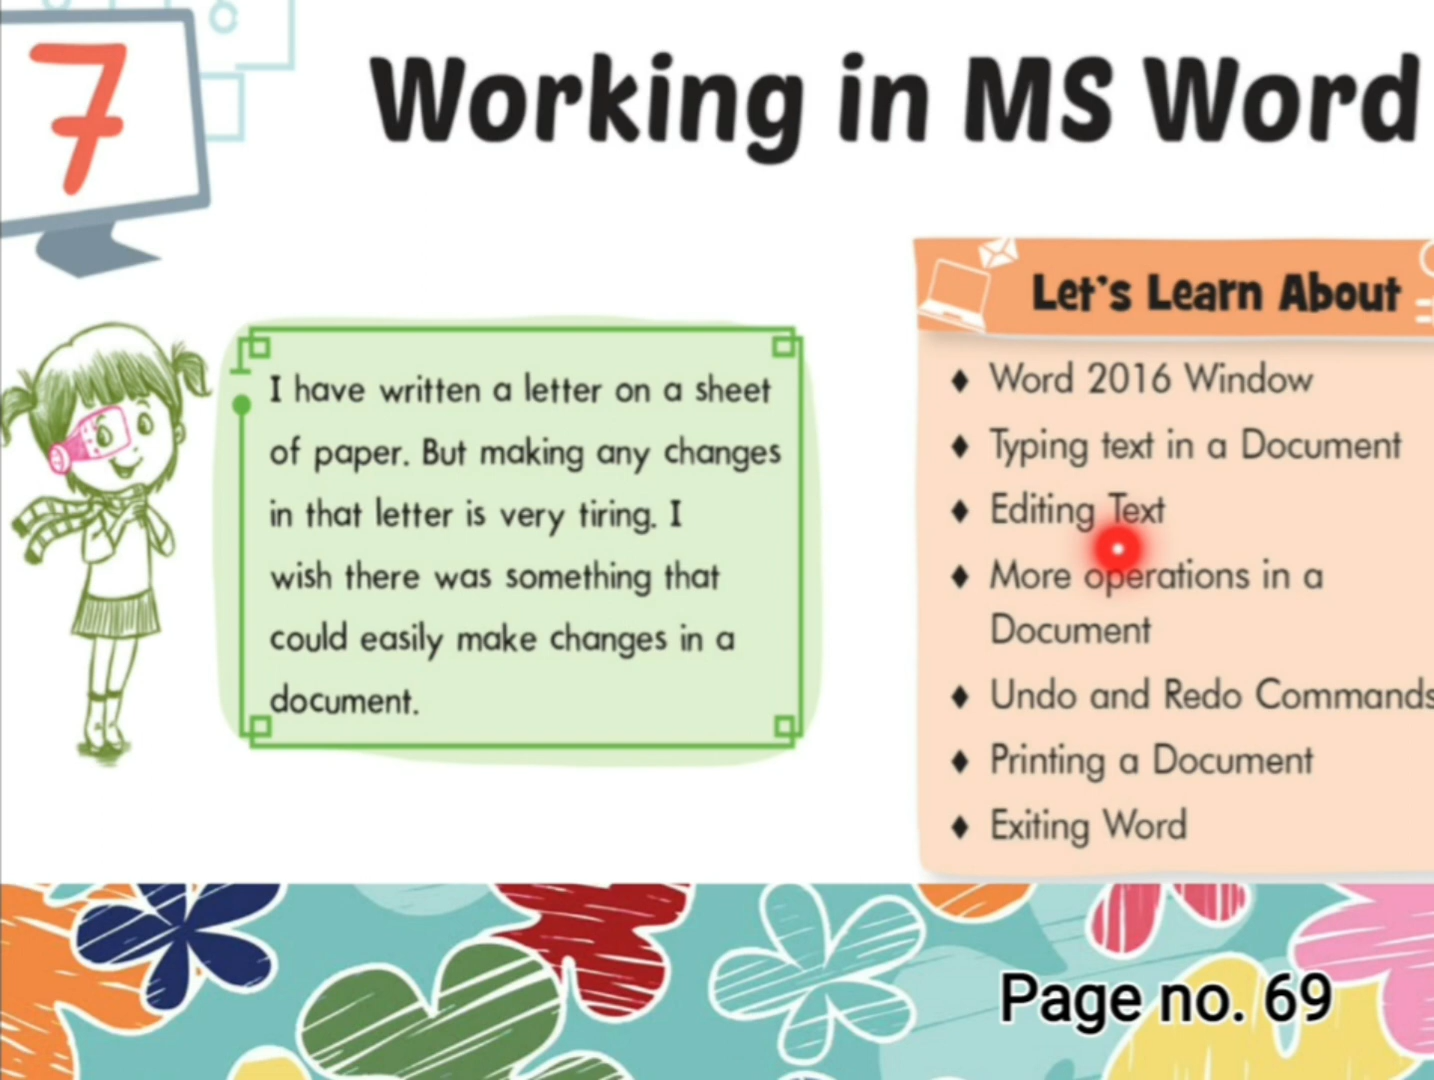 7
Working in MS Word
I have written a letter on a sheet
of paper. But making any changes
in that letter is very tiring. I
wish there was something that
could easily make changes in a
document.
Let's Learn About
♦ Word 2016 Window
♦ Typing text in a Document
♦ Editing Text
♦ More operations in a
Document
♦ Undo and Redo Commands
♦ Printing a Document
♦ Exiting Word
Page no. 69